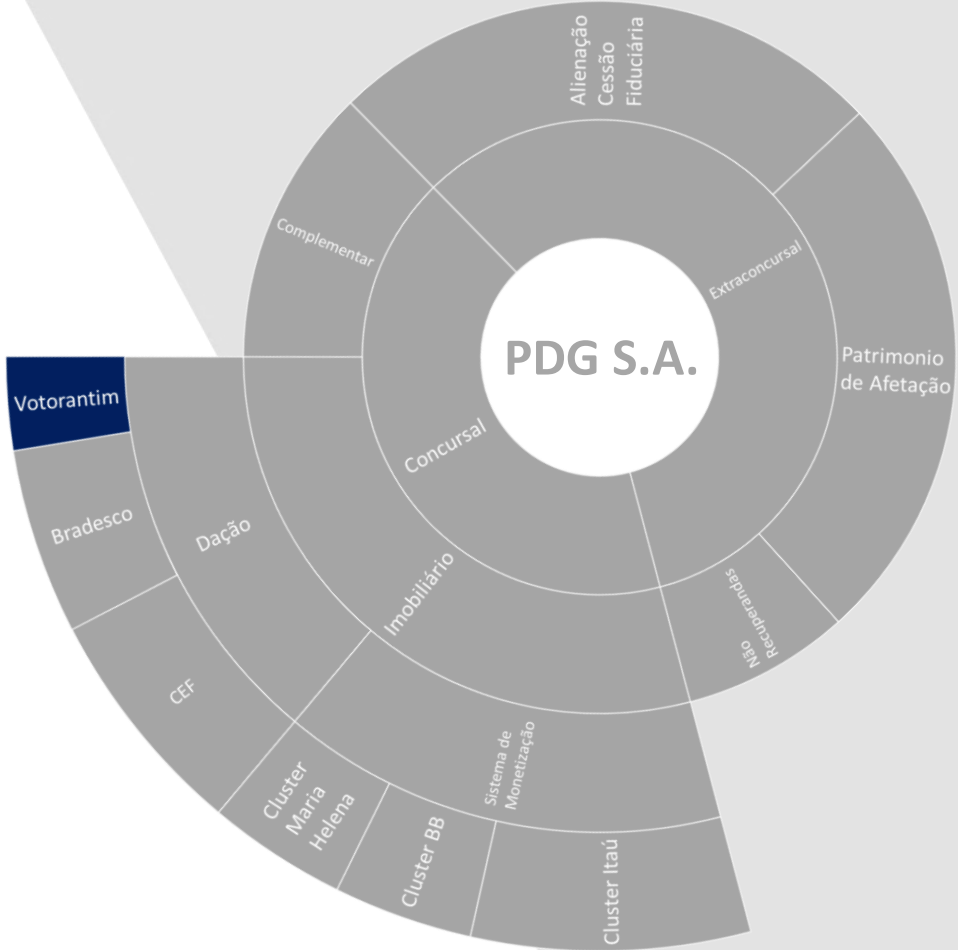 Alienação
Cessão
Fiduciária
Complementar
Extraconcursal
PDG S.A.
Patrimonio
de Afetação
Votorantim
Concursal
Bradesco
Dação
Imobiliário
Não
Recuperandas
CEF
Sistema de
Monetização
Cluster
Maria
Helena
Cluster BB
Cluster Itaú